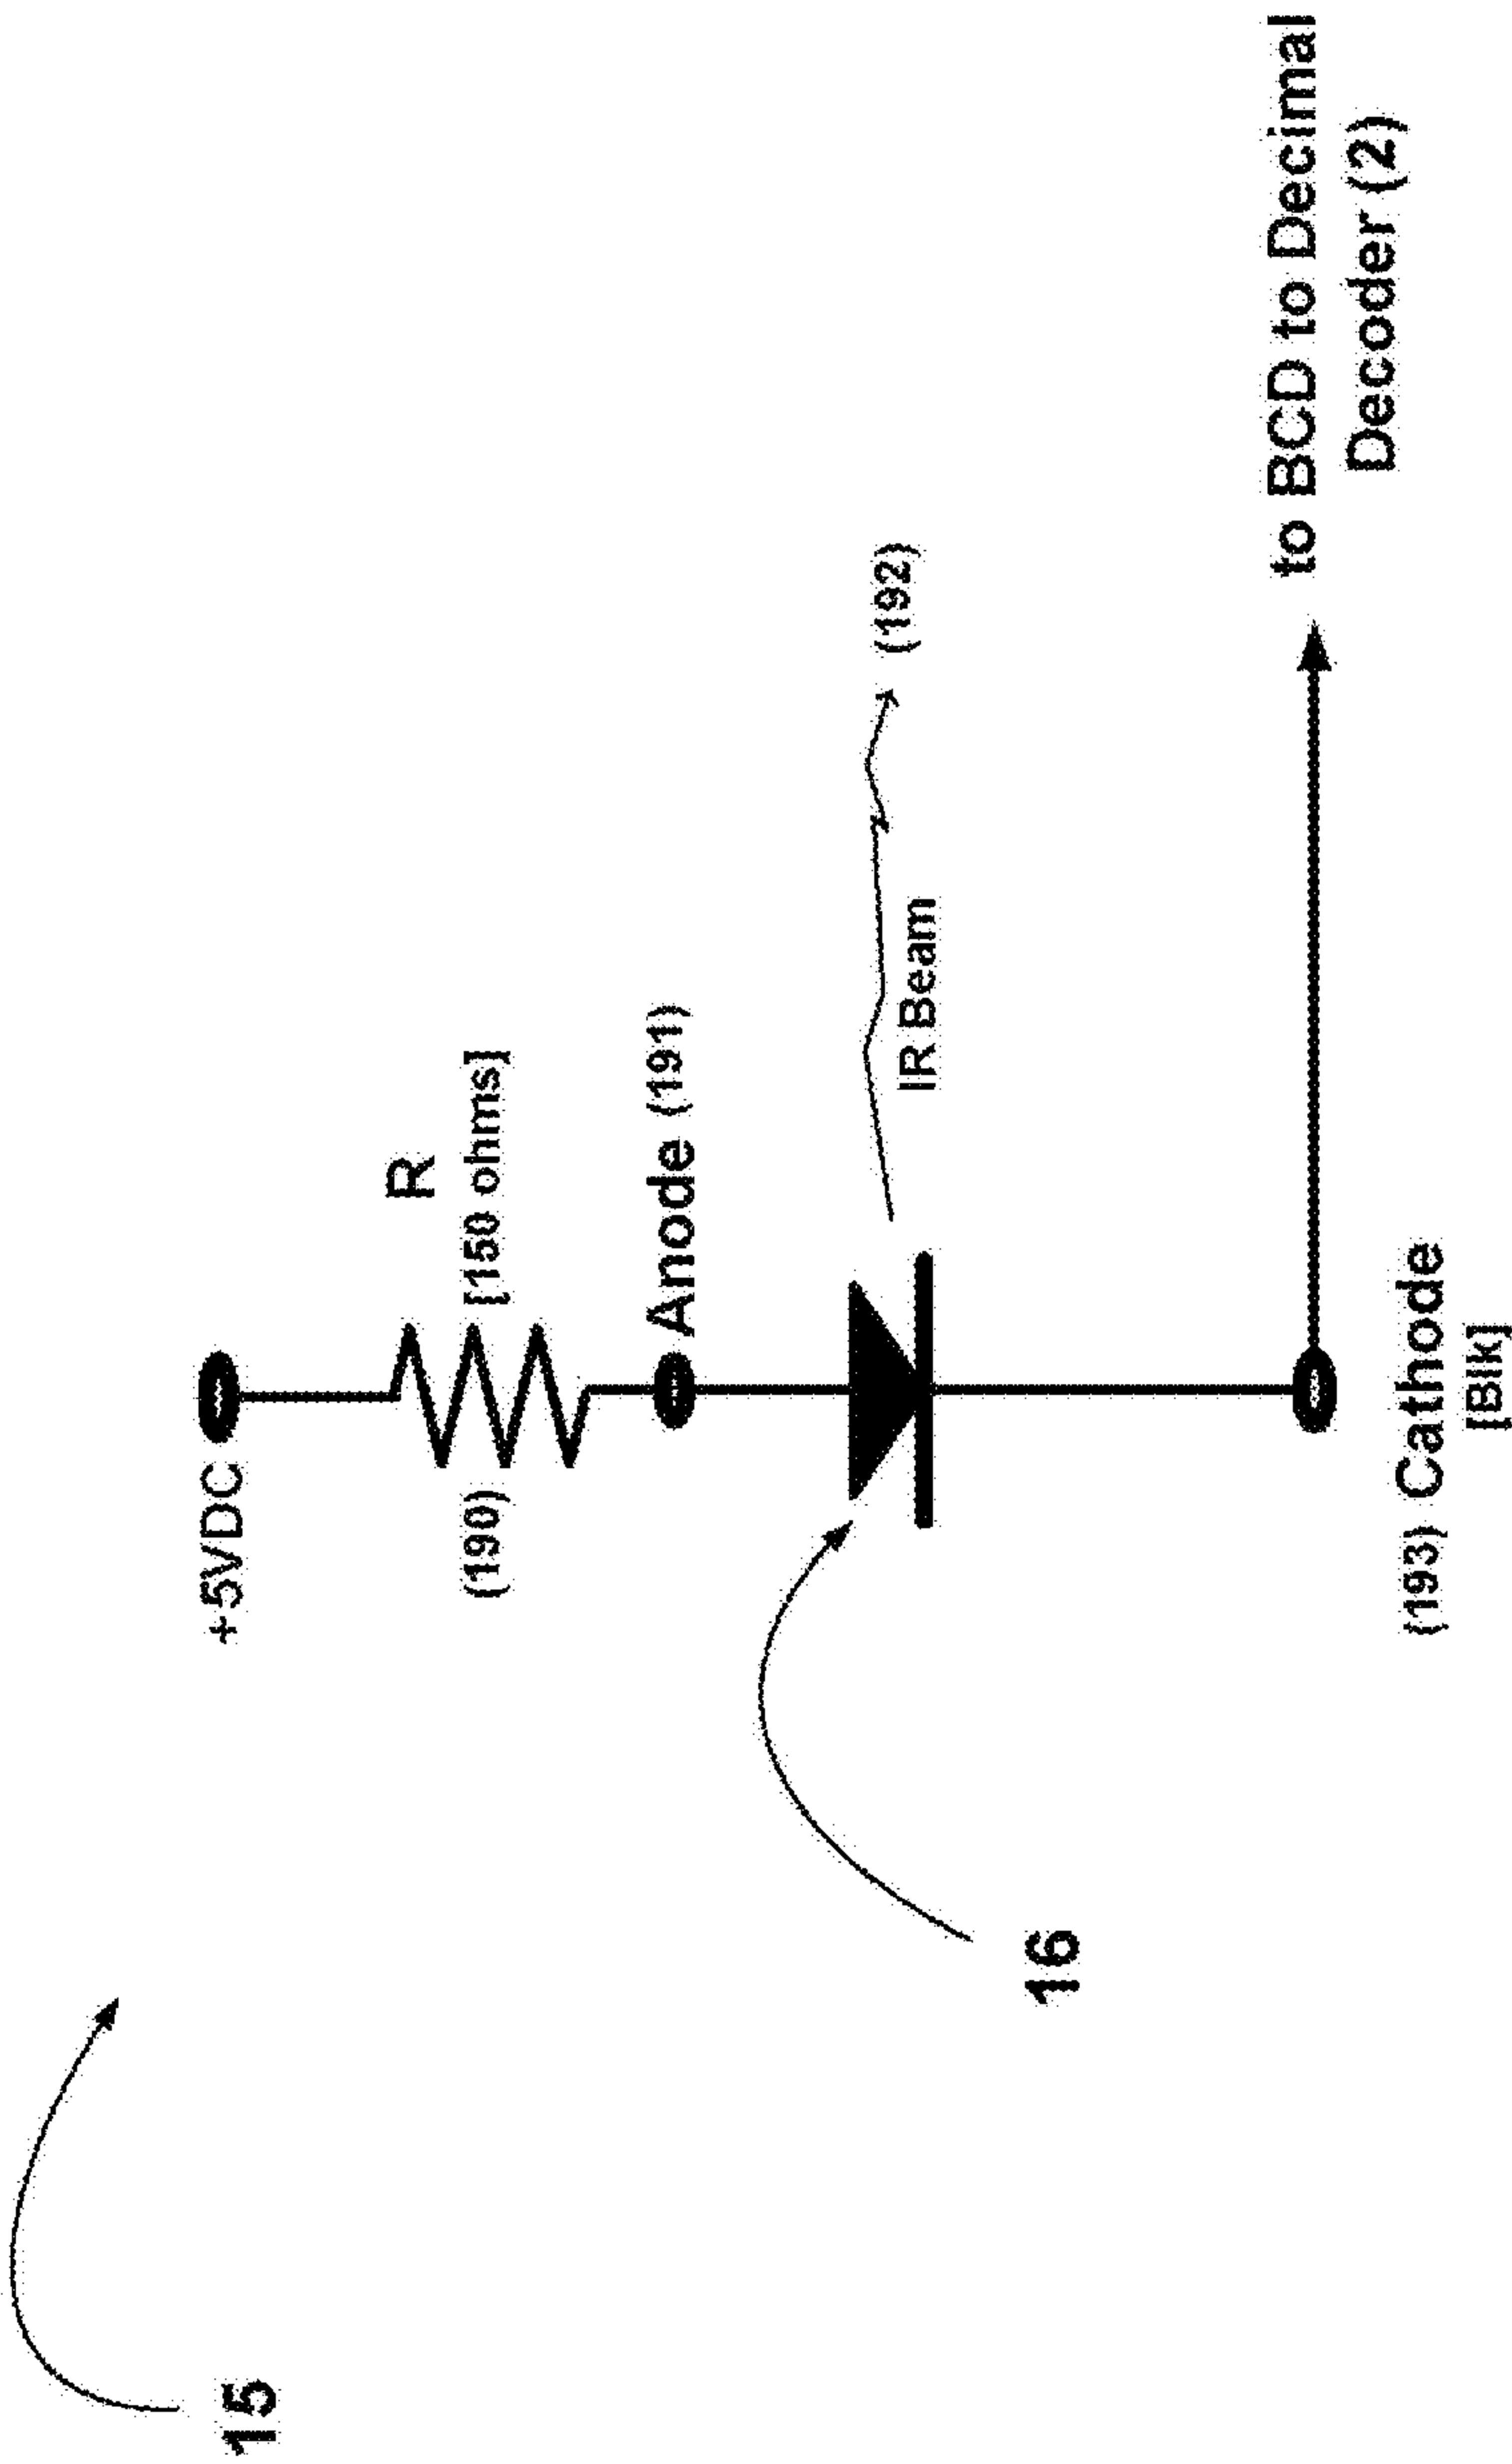 15
+5VDC
R
(190)
[150 ohms]
Anode (191)
(192)
IR Beam
16
to BCD to Decimal
Decoder (2)
(193) Cathode
[Blk]